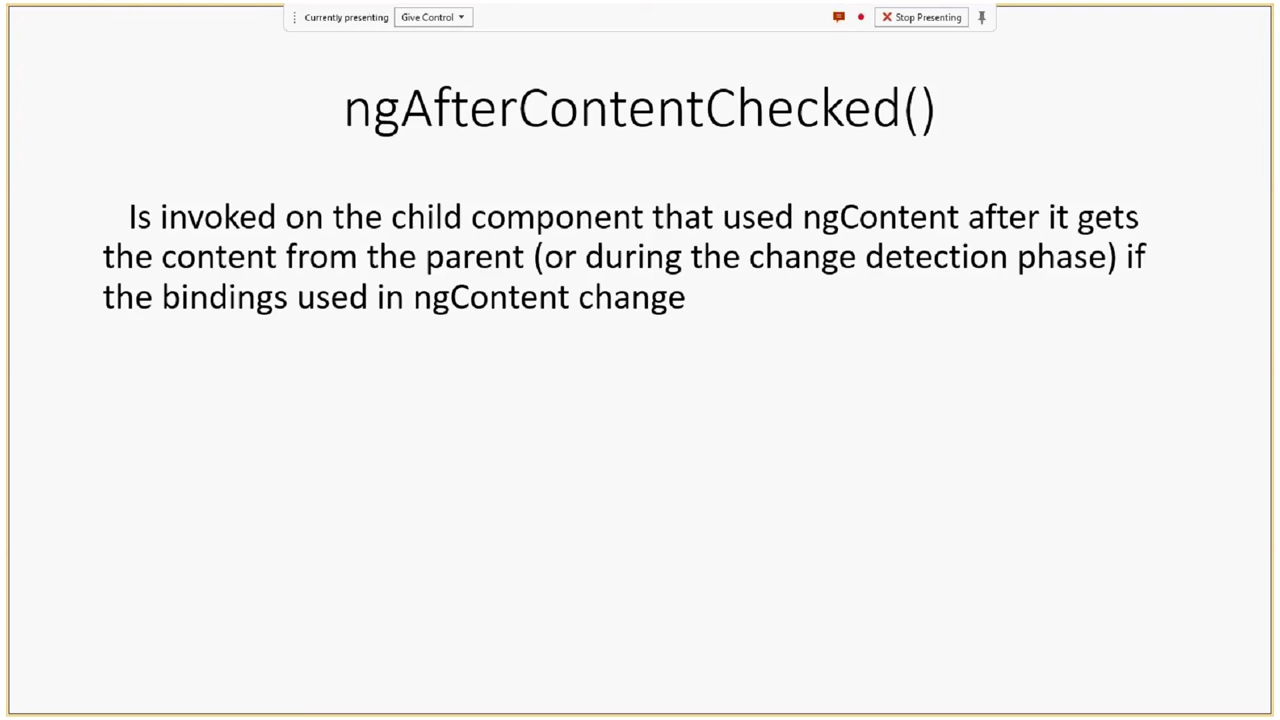 Currently presenting Give Control Stop Presenting
ngAfterContentChecked()
Is invoked on the child component that used ngContent after it gets
the content from the parent (or during the change detection phase) if
the bindings used in ngContent change